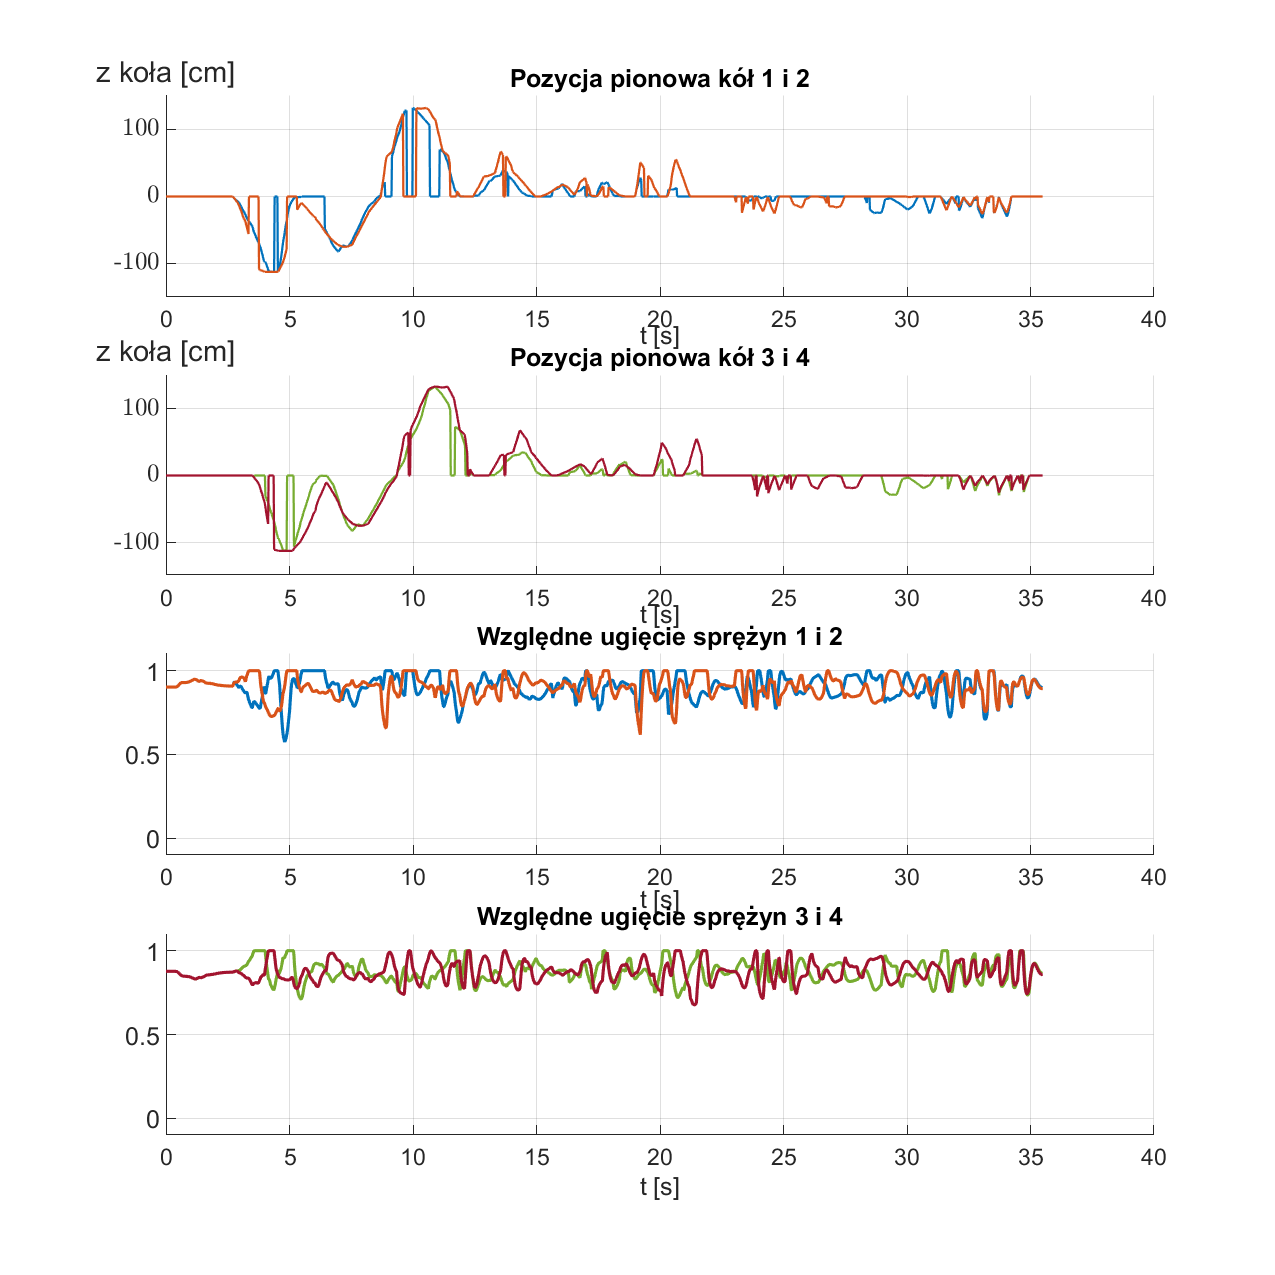 z koła [cm]
Pozycja pionowa kół 1 i 2
100
0
-100
0 5 10 15 20 25 30 35 40
t [s]
z koła [cm]
Pozycja pionowa kół 3 i 4
100
0
-100
0 5 10 15 20 25 30 35 40
t [s]
Względne ugięcie sprężyn 1 i 2
1
0.5
0
0 5 10 15 20 25 30 35 40
t [s]
Względne ugięcie sprężyn 3 i 4
1
0.5
0
0 5 10 15 20 25 30 35 40
t [s]